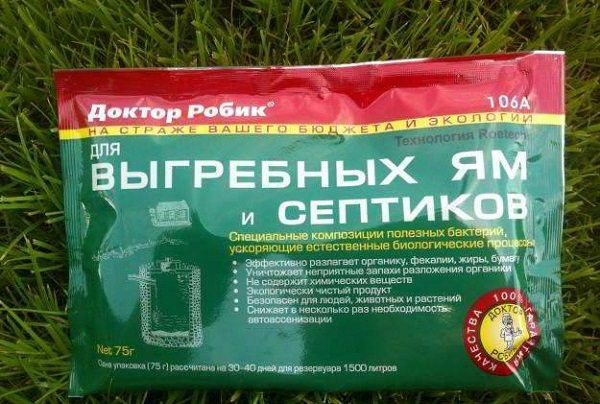 Доктор Робик®
106А
НА СТРАЖЕ ВАШЕГО БЮДЖЕТА И ЭКОЛОГИИ
Технология Roetech
для
ВЫГРЕБНЫХ ЯМ
и СЕПТИКОВ
Специальные композиции полезных бактерий,
ускоряющие естественные биологические процессы
• Эффективно разлагает органику, фекалии, жиры, бумагу
• Уничтожает неприятные запахи разложения органики
• Не содержит химических веществ
• Экологически чистый продукт
• Безопасен для людей, животных и растений
• Снижает в несколько раз необходимость
автоассенизации
100% ГАРАНТИЯ КАЧЕСТВА
ДОКТОР
РОБИК
Net 75г
Одна упаковка (75 г) рассчитана на 30-40 дней для резервуара 1500 литров